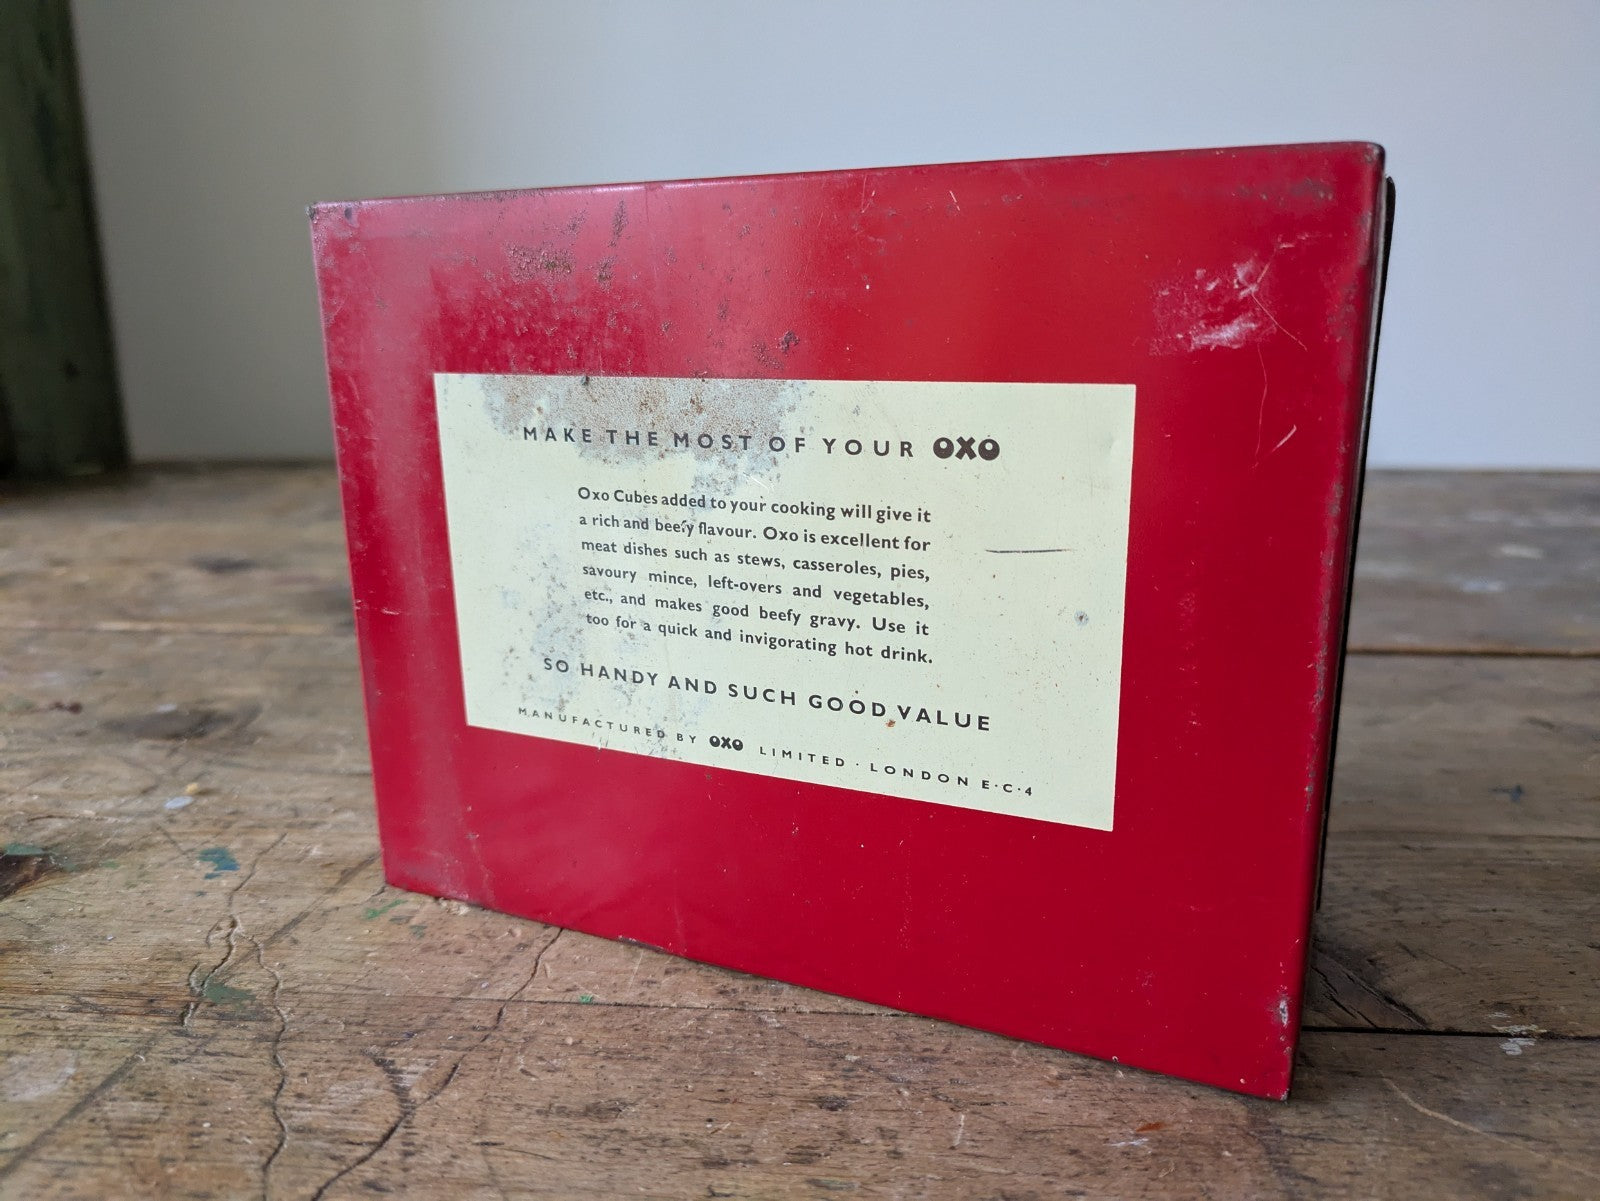 MAKE THE MOST OF YOUR OXO
Oxo Cubes added to your cooking will give it
a rich and beefy flavour. Oxo is excellent for
meat dishes such as stews, casseroles, pies,
savoury mince, left-overs and vegetables,
etc., and makes good beefy gravy. Use it
too for a quick and invigorating hot drink.
SO HANDY AND SUCH GOOD VALUE
MANUFACTURED BY OXO LIMITED · LONDON E·C·4